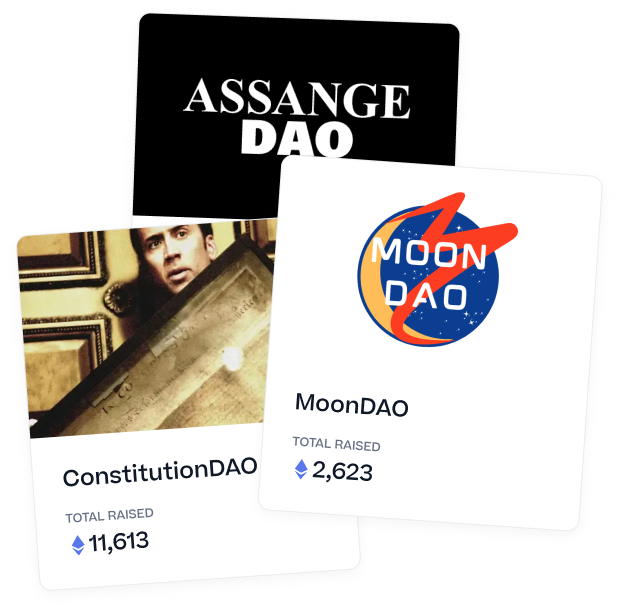 ASSANGE
DAO
MOON
DAO
MoonDAO
TOTAL RAISED
2,623
ConstitutionDAO
TOTAL RAISED
11,613